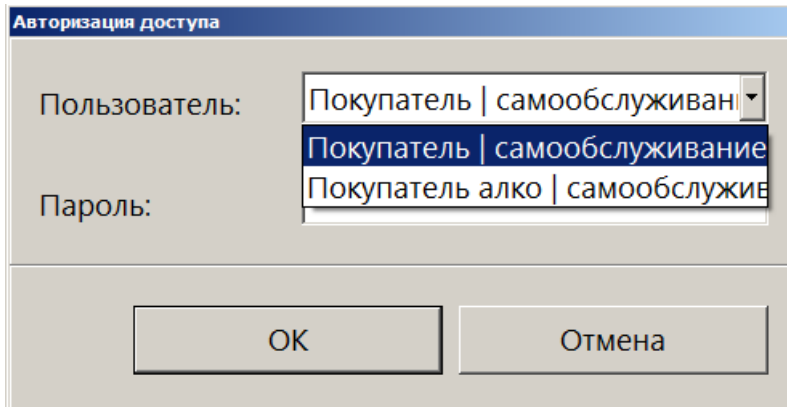 Авторизация доступа
Пользователь:
Покупатель | самообслуживан
Покупатель | самообслуживание
Покупатель алко | самообслужив
Пароль:
OK
Отмена